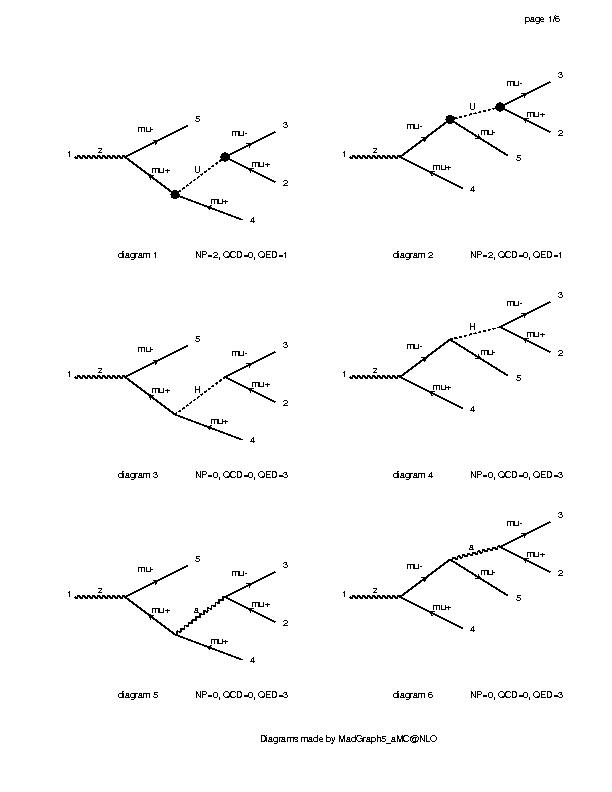 page 1/6
1 z mu- 5 mu+ U mu- 3 mu+ 2 mu+ 4
diagram 1 NP=2, QCD=0, QED=1
1 z mu- U mu- 3 mu+ 2 mu- 5 mu+ 4
diagram 2 NP=2, QCD=0, QED=1
1 z mu- 5 mu+ H mu- 3 mu+ 2 mu+ 4
diagram 3 NP=0, QCD=0, QED=3
1 z mu- H mu- 3 mu+ 2 mu- 5 mu+ 4
diagram 4 NP=0, QCD=0, QED=3
1 z mu- 5 mu+ a mu- 3 mu+ 2 mu+ 4
diagram 5 NP=0, QCD=0, QED=3
1 z mu- a mu- 3 mu+ 2 mu- 5 mu+ 4
diagram 6 NP=0, QCD=0, QED=3
Diagrams made by MadGraph5_aMC@NLO